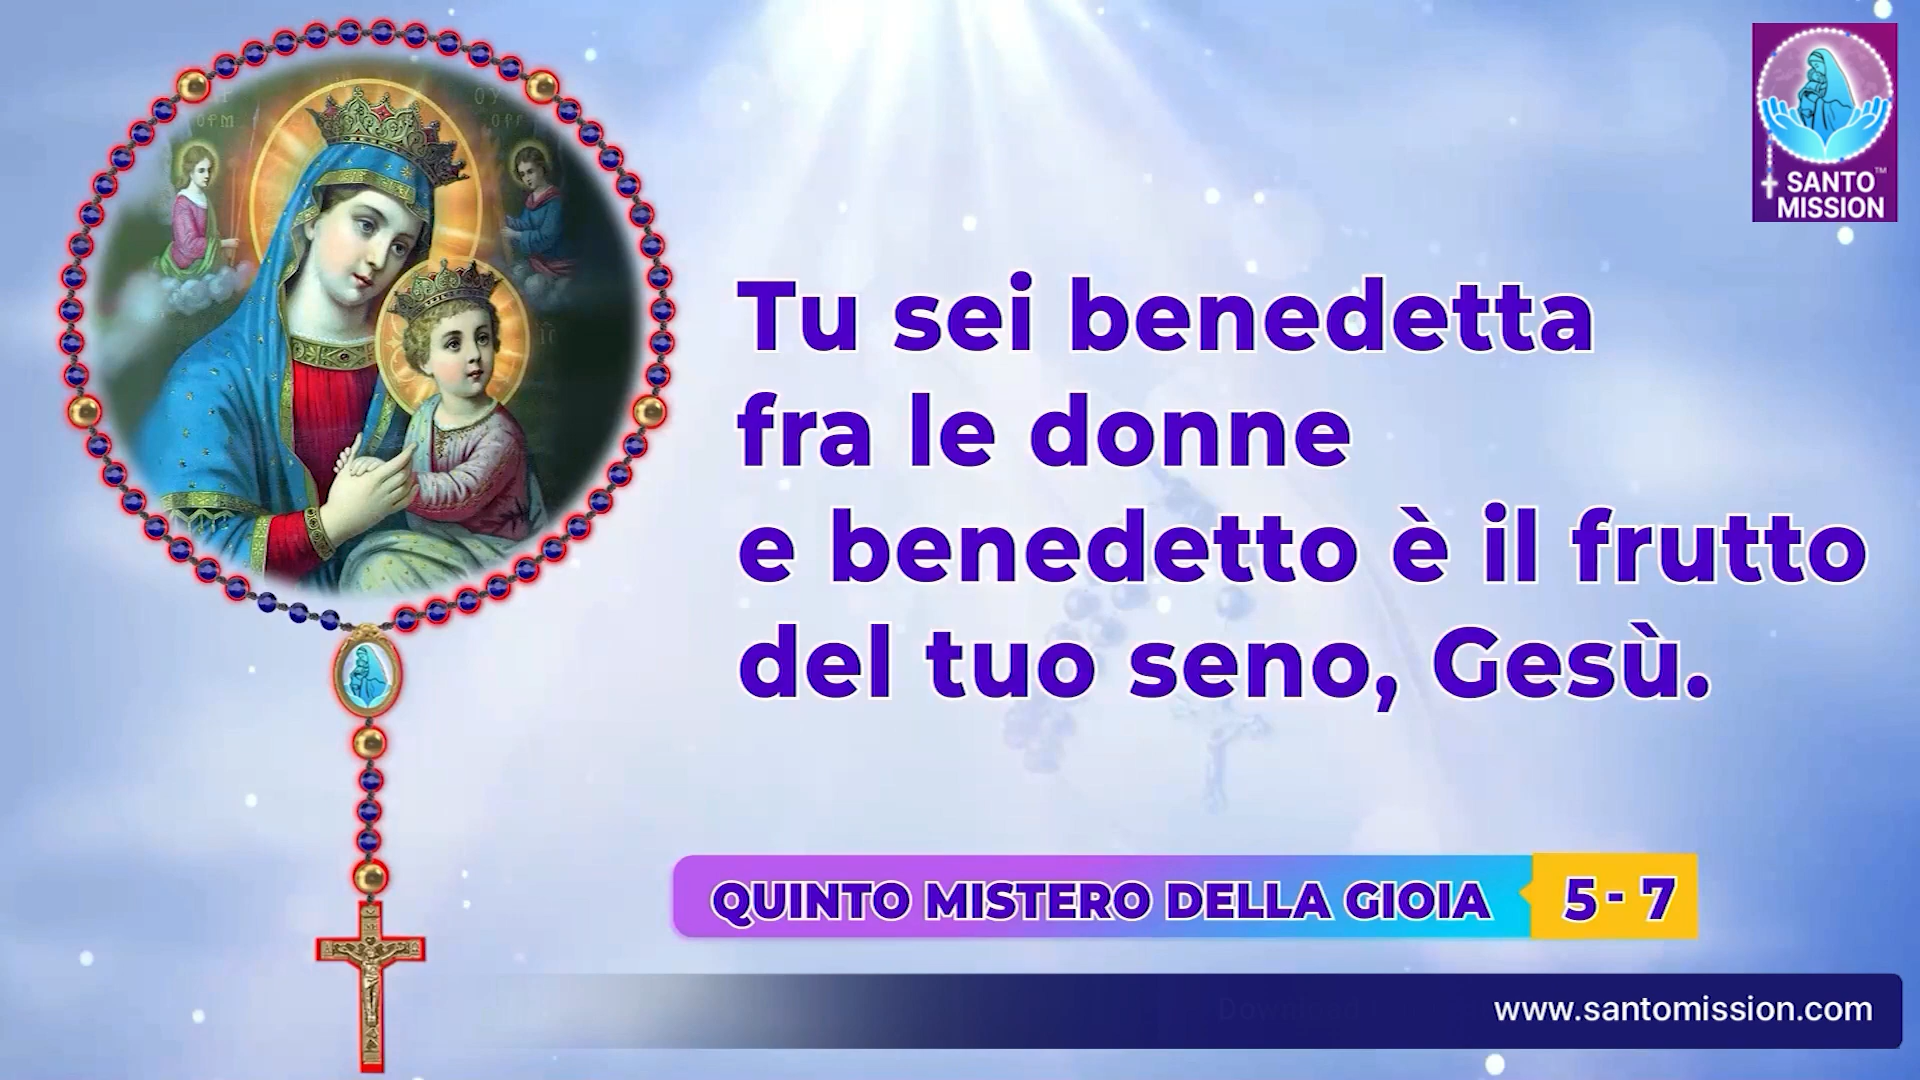 SANTO
MISSION
TM
Tu sei benedetta
fra le donne
e benedetto è il frutto
del tuo seno, Gesù.
QUINTO MISTERO DELLA GIOIA 5 - 7
www.santomission.com